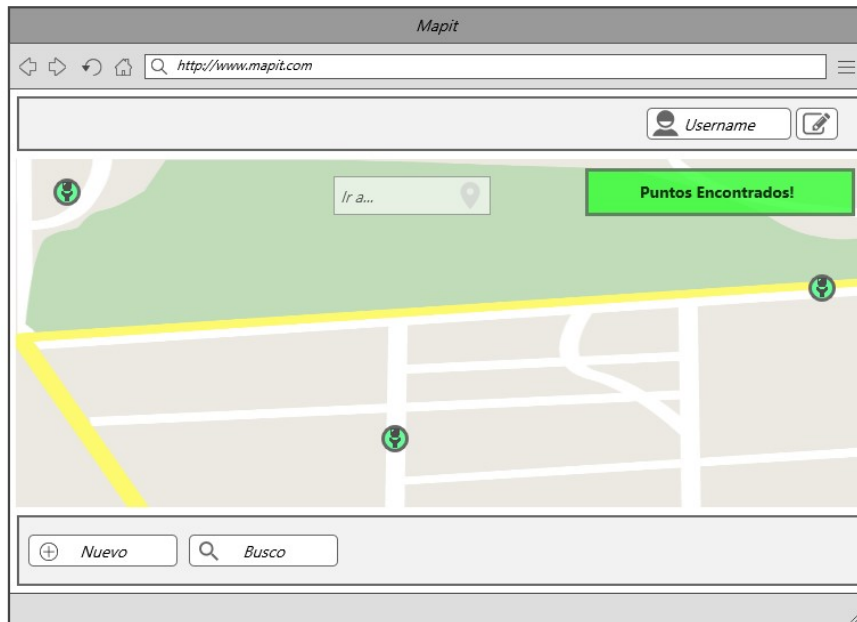 Mapit
http://www.mapit.com
Username
Ir a...
Puntos Encontrados!
Nuevo
Busco